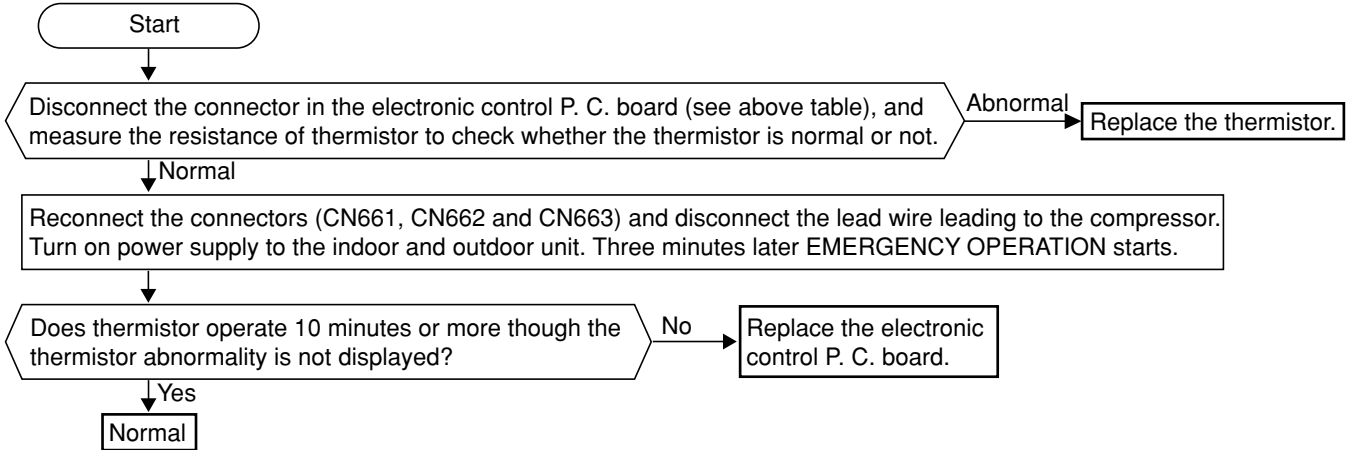 Start
Disconnect the connector in the electronic control P. C. board (see above table), and
measure the resistance of thermistor to check whether the thermistor is normal or not.
Abnormal
Replace the thermistor.
Normal
Reconnect the connectors (CN661, CN662 and CN663) and disconnect the lead wire leading to the compressor.
Turn on power supply to the indoor and outdoor unit. Three minutes later EMERGENCY OPERATION starts.
Does thermistor operate 10 minutes or more though the
thermistor abnormality is not displayed?
No
Replace the electronic
control P. C. board.
Yes
Normal